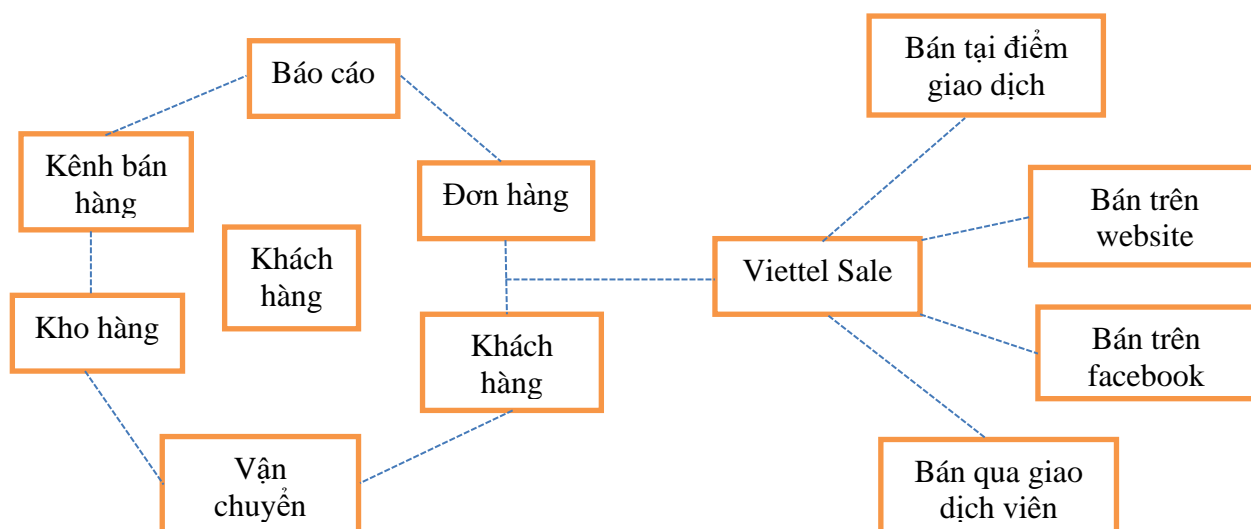 Báo cáo
Bán tại điểm
giao dịch
Kênh bán
hàng
Đơn hàng
Bán trên
website
Khách
hàng
Viettel Sale
Kho hàng
Khách
hàng
Bán trên
facebook
Vận
chuyển
Bán qua giao
dịch viên